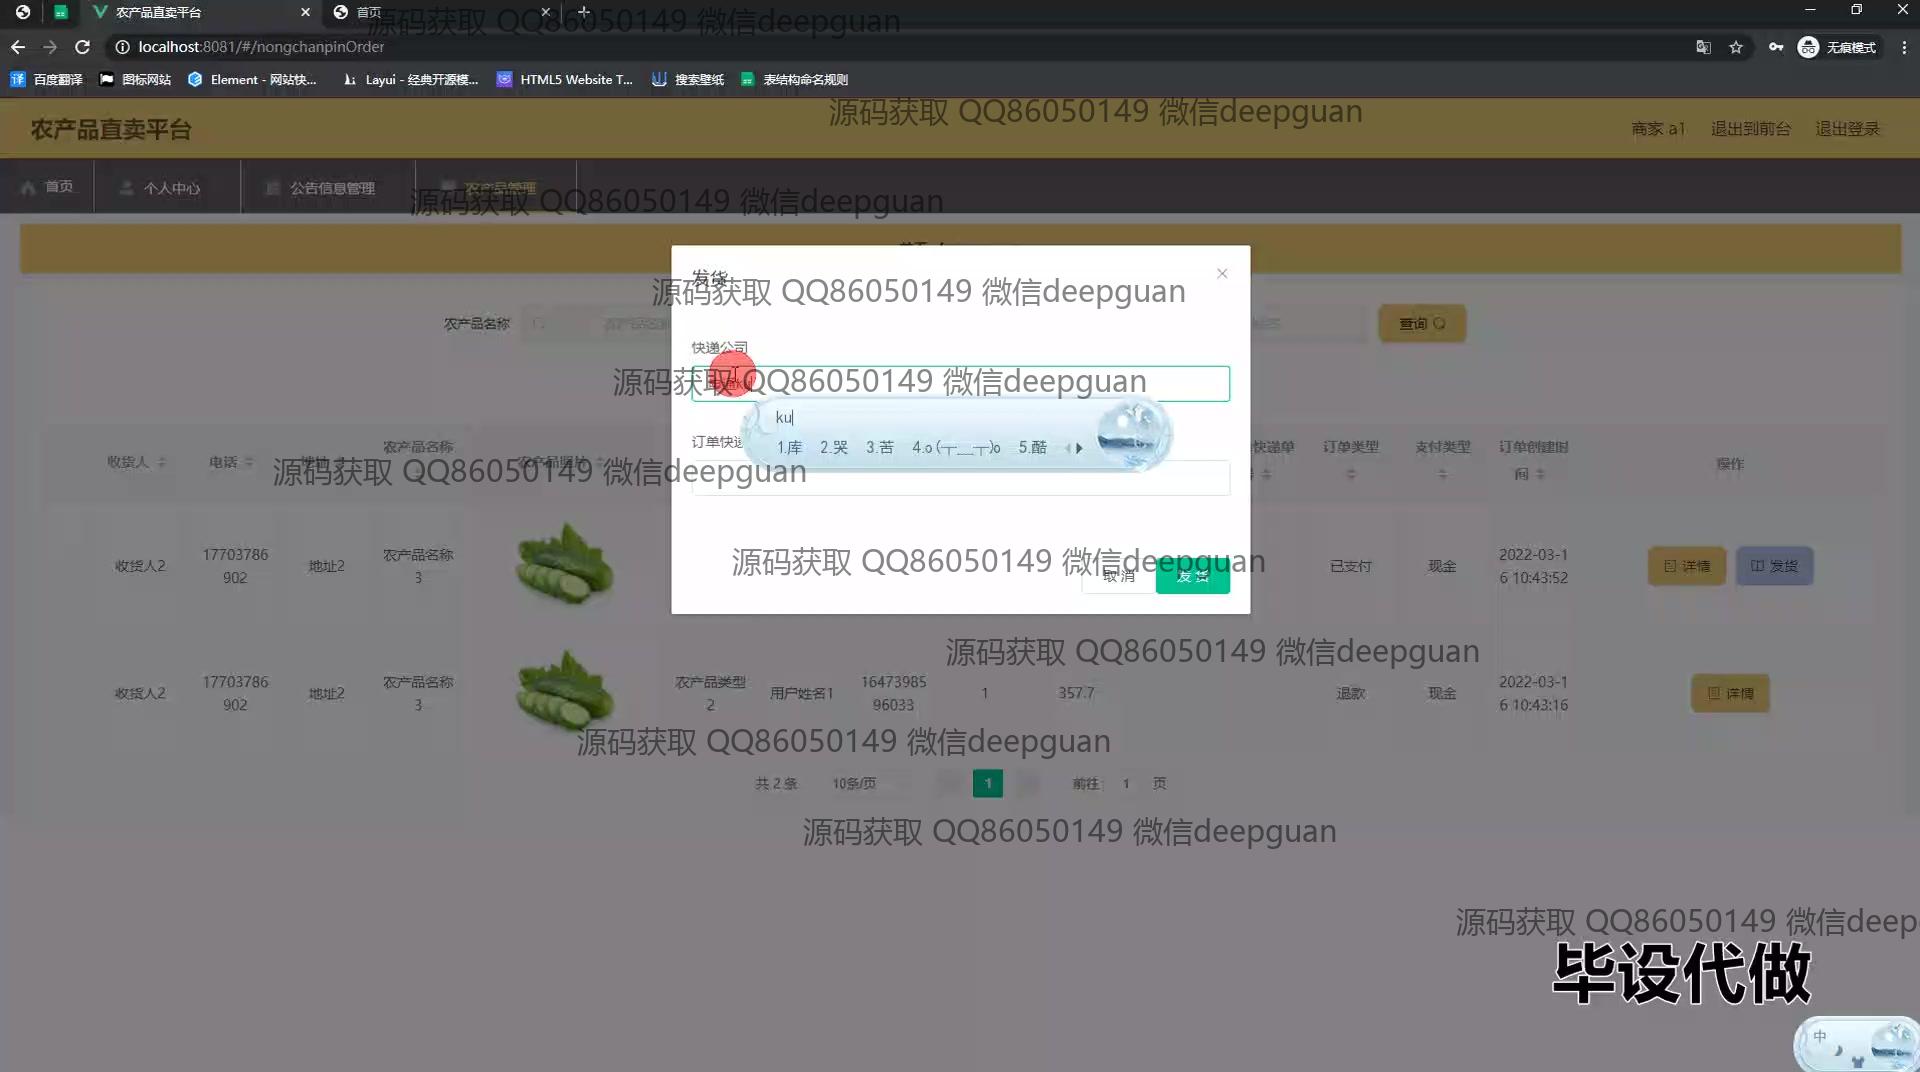 农产品直卖平台
首页
源码获取 QQ86050149 微信deepguan
localhost:8081/#/nongchanpinOrder
无痕模式
百度翻译
图标网站
Element - 网站快...
Layui - 经典开源模...
HTML5 Website T...
搜索壁纸
表结构命名规则
源码获取 QQ86050149 微信deepguan
农产品直卖平台
商家 a1
退出到前台
退出登录
首页
个人中心
公告信息管理
农产品管理
源码获取 QQ86050149 微信deepguan
发货
源码获取 QQ86050149 微信deepguan
农产品名称
查询
快递公司
源码获取 QQ86050149 微信deepguan
ku
1.库 2.哭 3.苦 4.o(╥﹏╥)o 5.酷
订单快递
收货人
电话
地址
农产品名称
农产品照片
快递单
订单类型
支付类型
订单创建时
间
操作
源码获取 QQ86050149 微信deepguan
收货人2
17703786
902
地址2
农产品名称
3
已支付
现金
2022-03-1
6 10:43:52
详情
发货
源码获取 QQ86050149 微信deepguan
取消
发货
源码获取 QQ86050149 微信deepguan
收货人2
17703786
902
地址2
农产品名称
3
农产品类型
2
用户姓名1
16473985
96033
1
357.7
退款
现金
2022-03-1
6 10:43:16
详情
源码获取 QQ86050149 微信deepguan
共 2 条
10条/页
1
前往
1
页
源码获取 QQ86050149 微信deepguan
源码获取 QQ86050149 微信deep
毕设代做
中